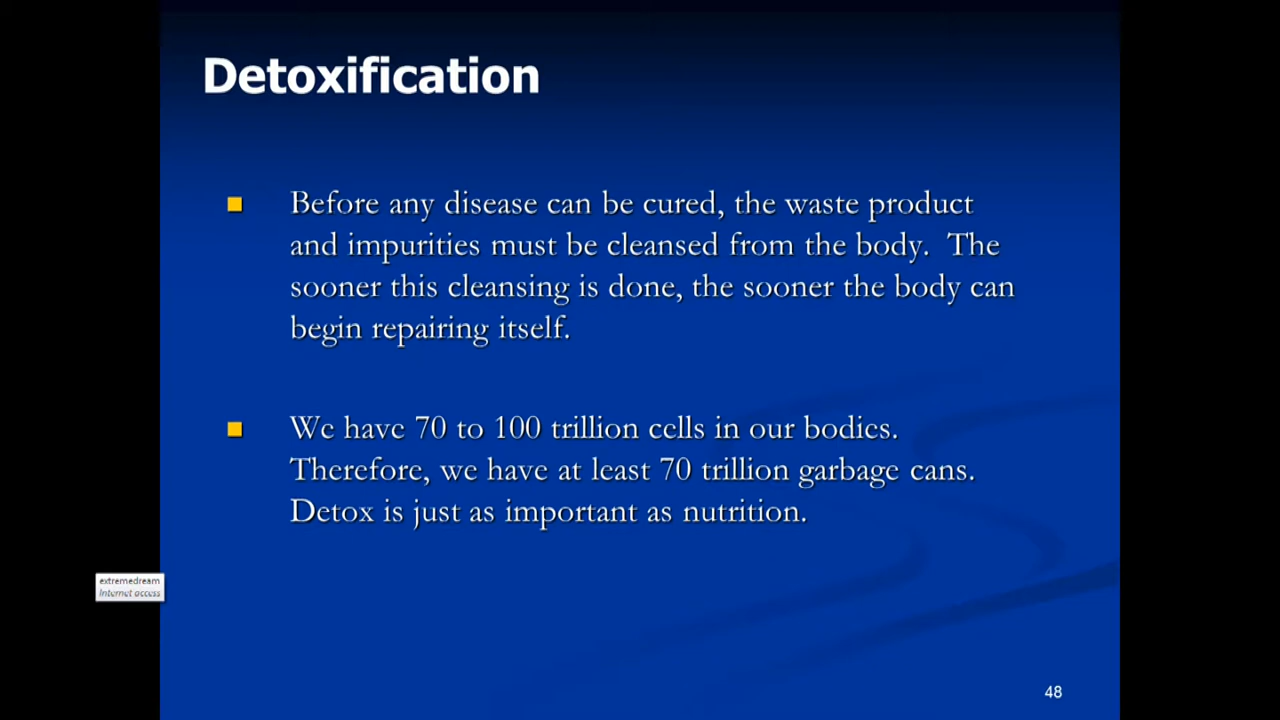 Detoxification
Before any disease can be cured, the waste product
and impurities must be cleansed from the body. The
sooner this cleansing is done, the sooner the body can
begin repairing itself.
We have 70 to 100 trillion cells in our bodies.
Therefore, we have at least 70 trillion garbage cans.
Detox is just as important as nutrition.
extremedream
Internet access
48